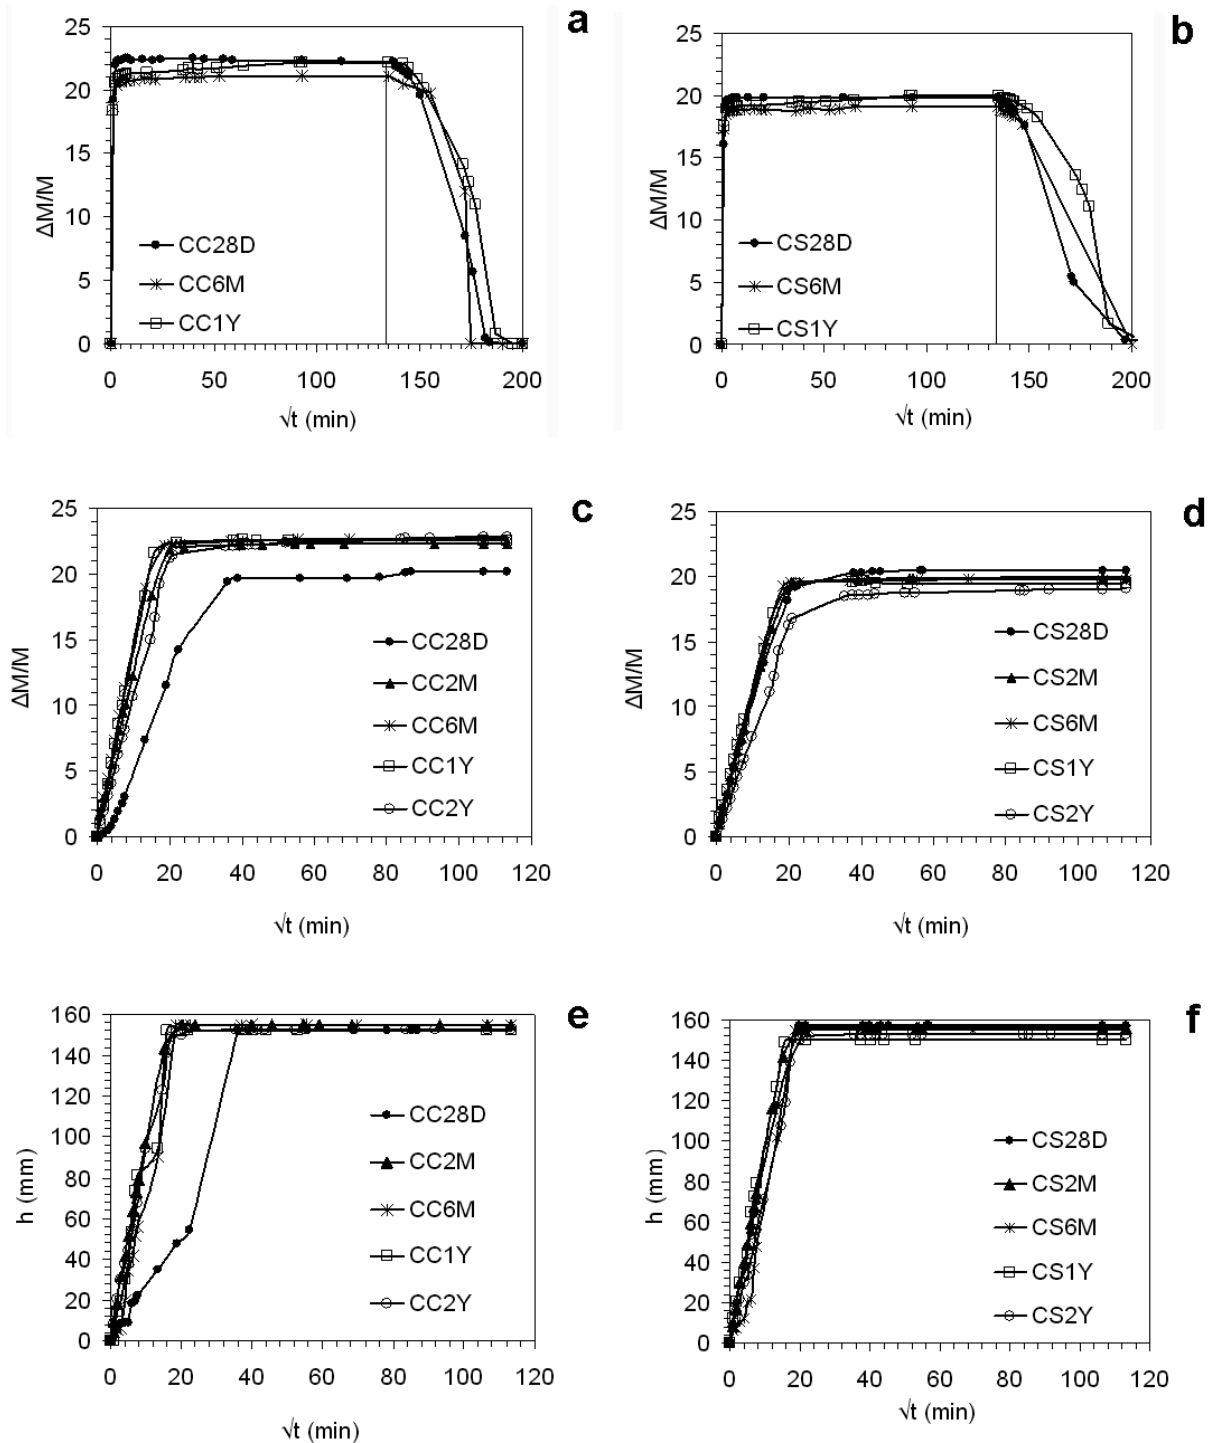 a
25
20
15
10
5
0
ΔM/M
CC28D
CC6M
CC1Y
0 50 100 150 200
√t (min)
b
25
20
15
10
5
0
ΔM/M
CS28D
CS6M
CS1Y
0 50 100 150 200
√t (min)
c
25
20
15
10
5
0
ΔM/M
CC28D
CC2M
CC6M
CC1Y
CC2Y
0 20 40 60 80 100 120
√t (min)
d
25
20
15
10
5
0
ΔM/M
CS28D
CS2M
CS6M
CS1Y
CS2Y
0 20 40 60 80 100 120
√t (min)
e
160
140
120
100
80
60
40
20
0
h (mm)
CC28D
CC2M
CC6M
CC1Y
CC2Y
0 20 40 60 80 100 120
√t (min)
f
160
140
120
100
80
60
40
20
0
h (mm)
CS28D
CS2M
CS6M
CS1Y
CS2Y
0 20 40 60 80 100 120
√t (min)